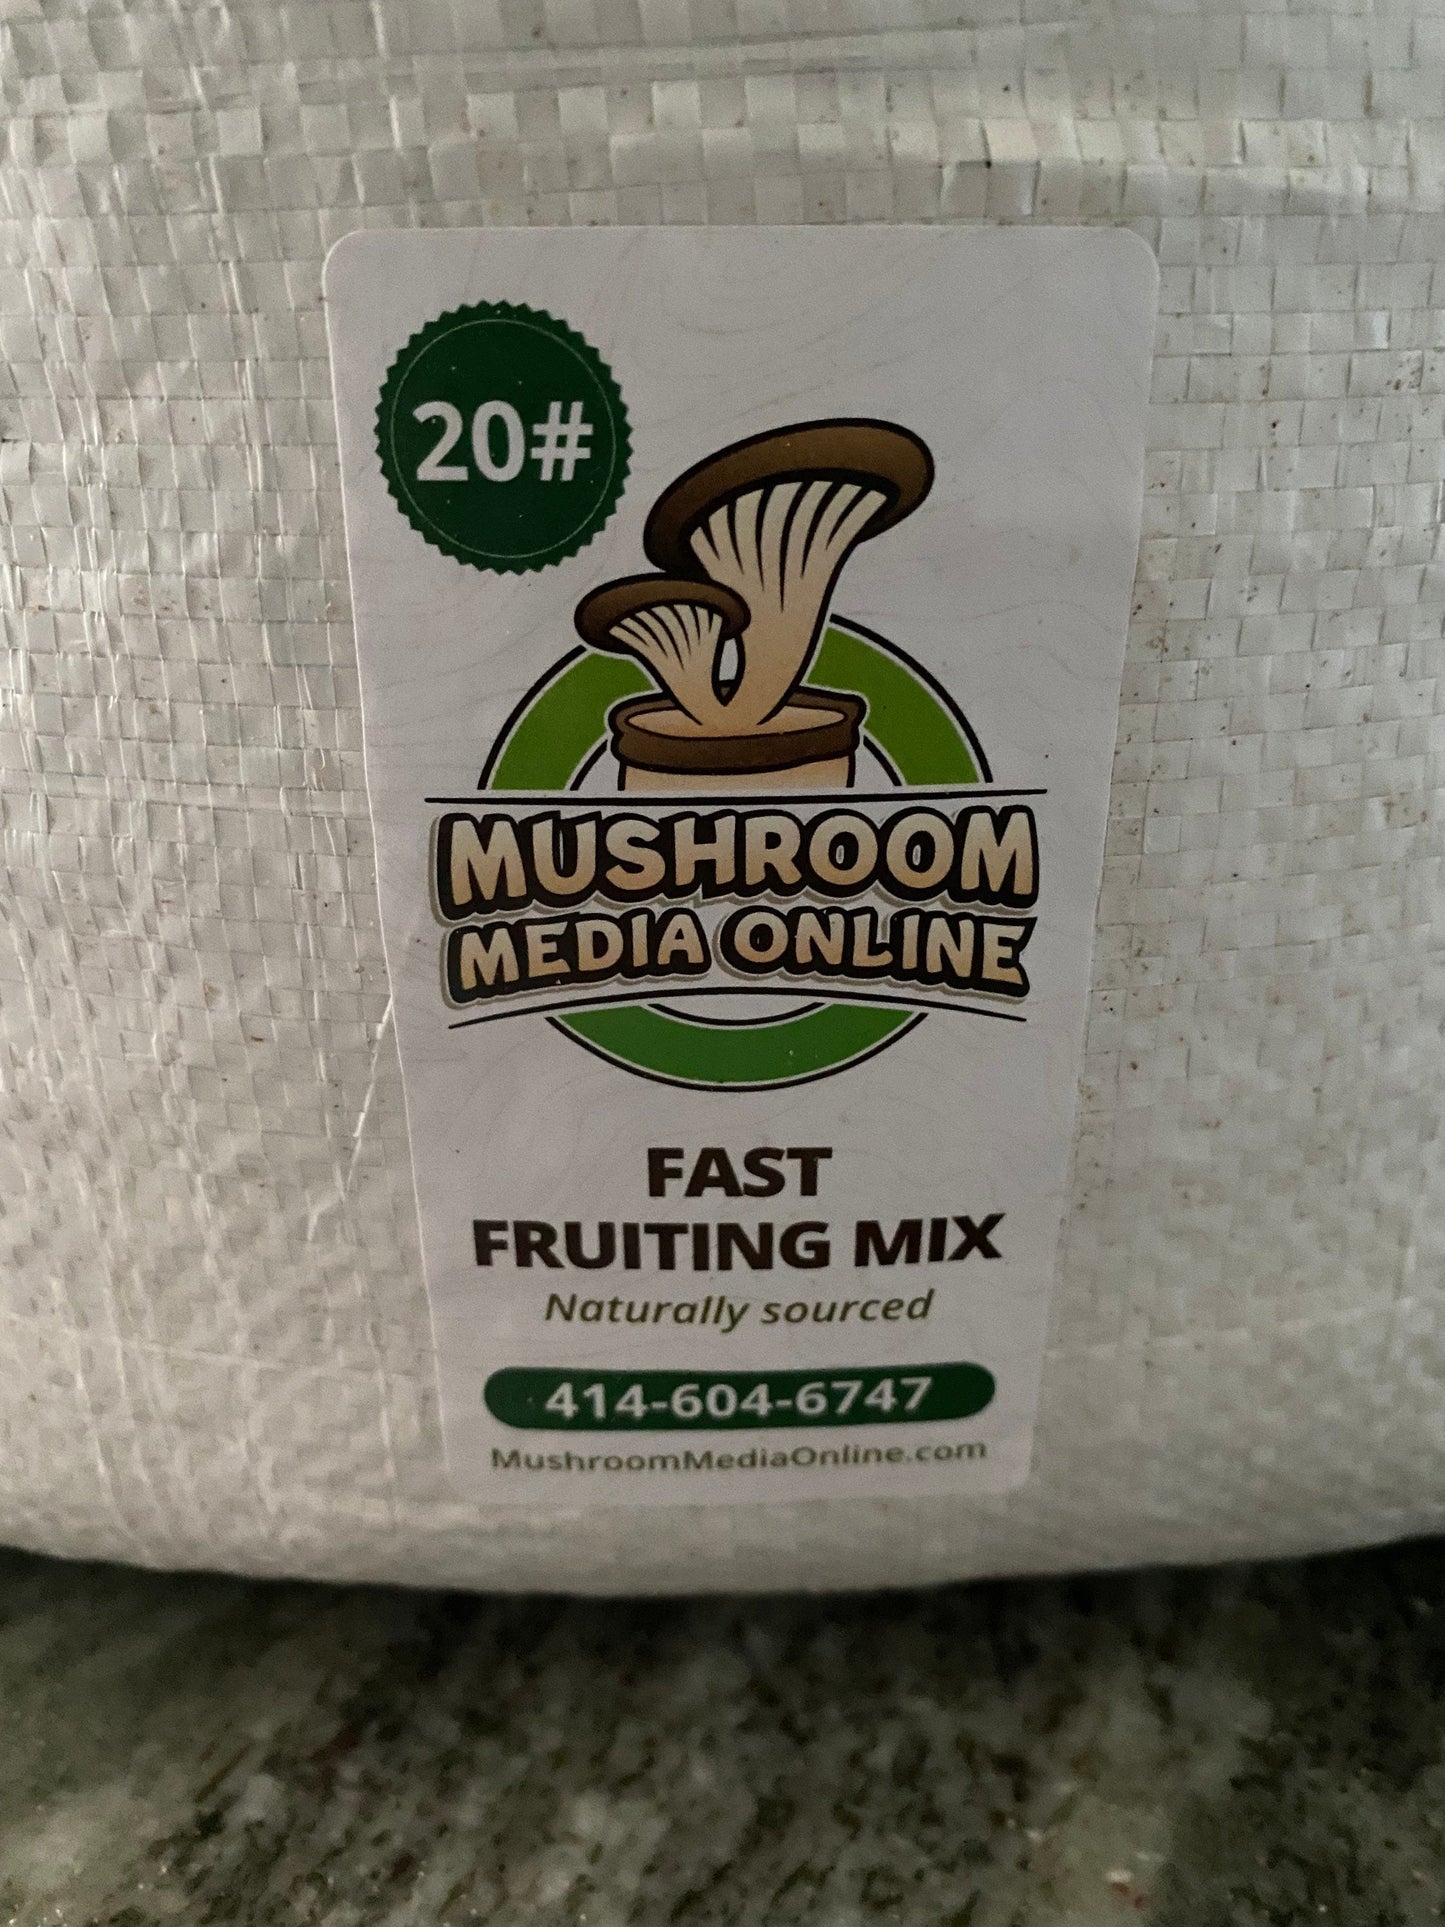 20#
MUSHROOM
MEDIA ONLINE
FAST
FRUITING MIX
Naturally sourced
414-604-6747
MushroomMediaOnline.com